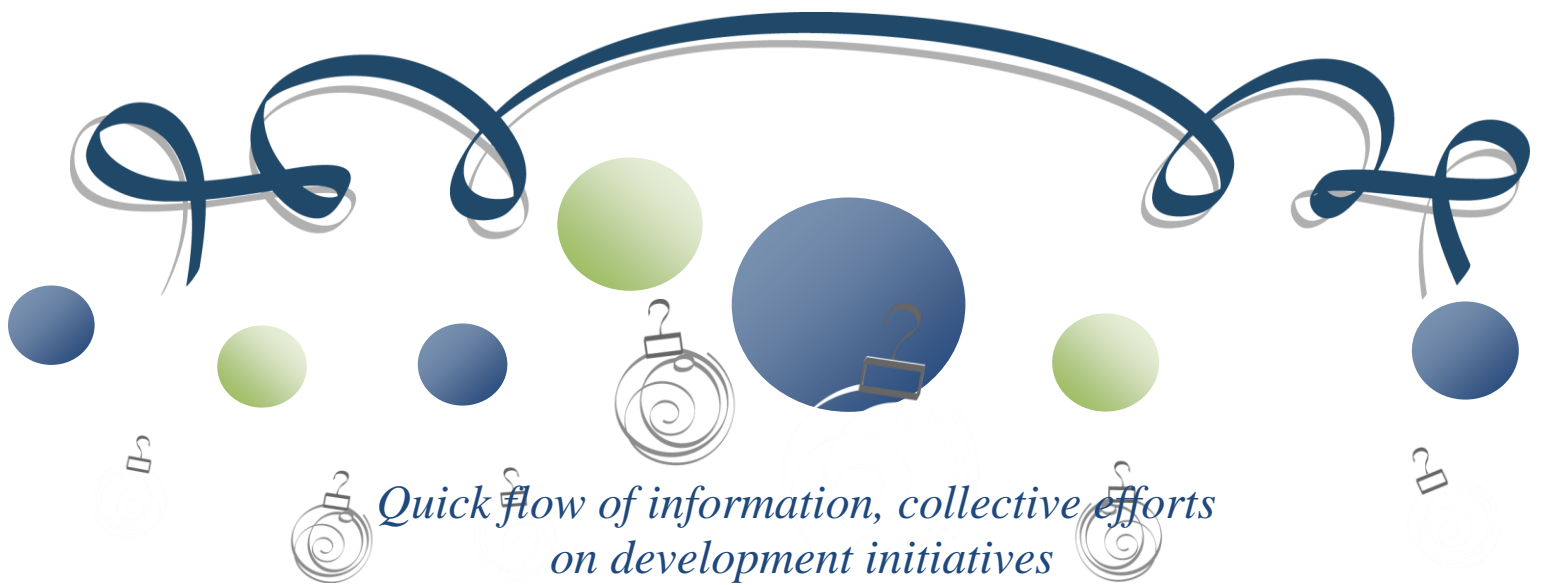 Quick flow of information, collective efforts
on development initiatives